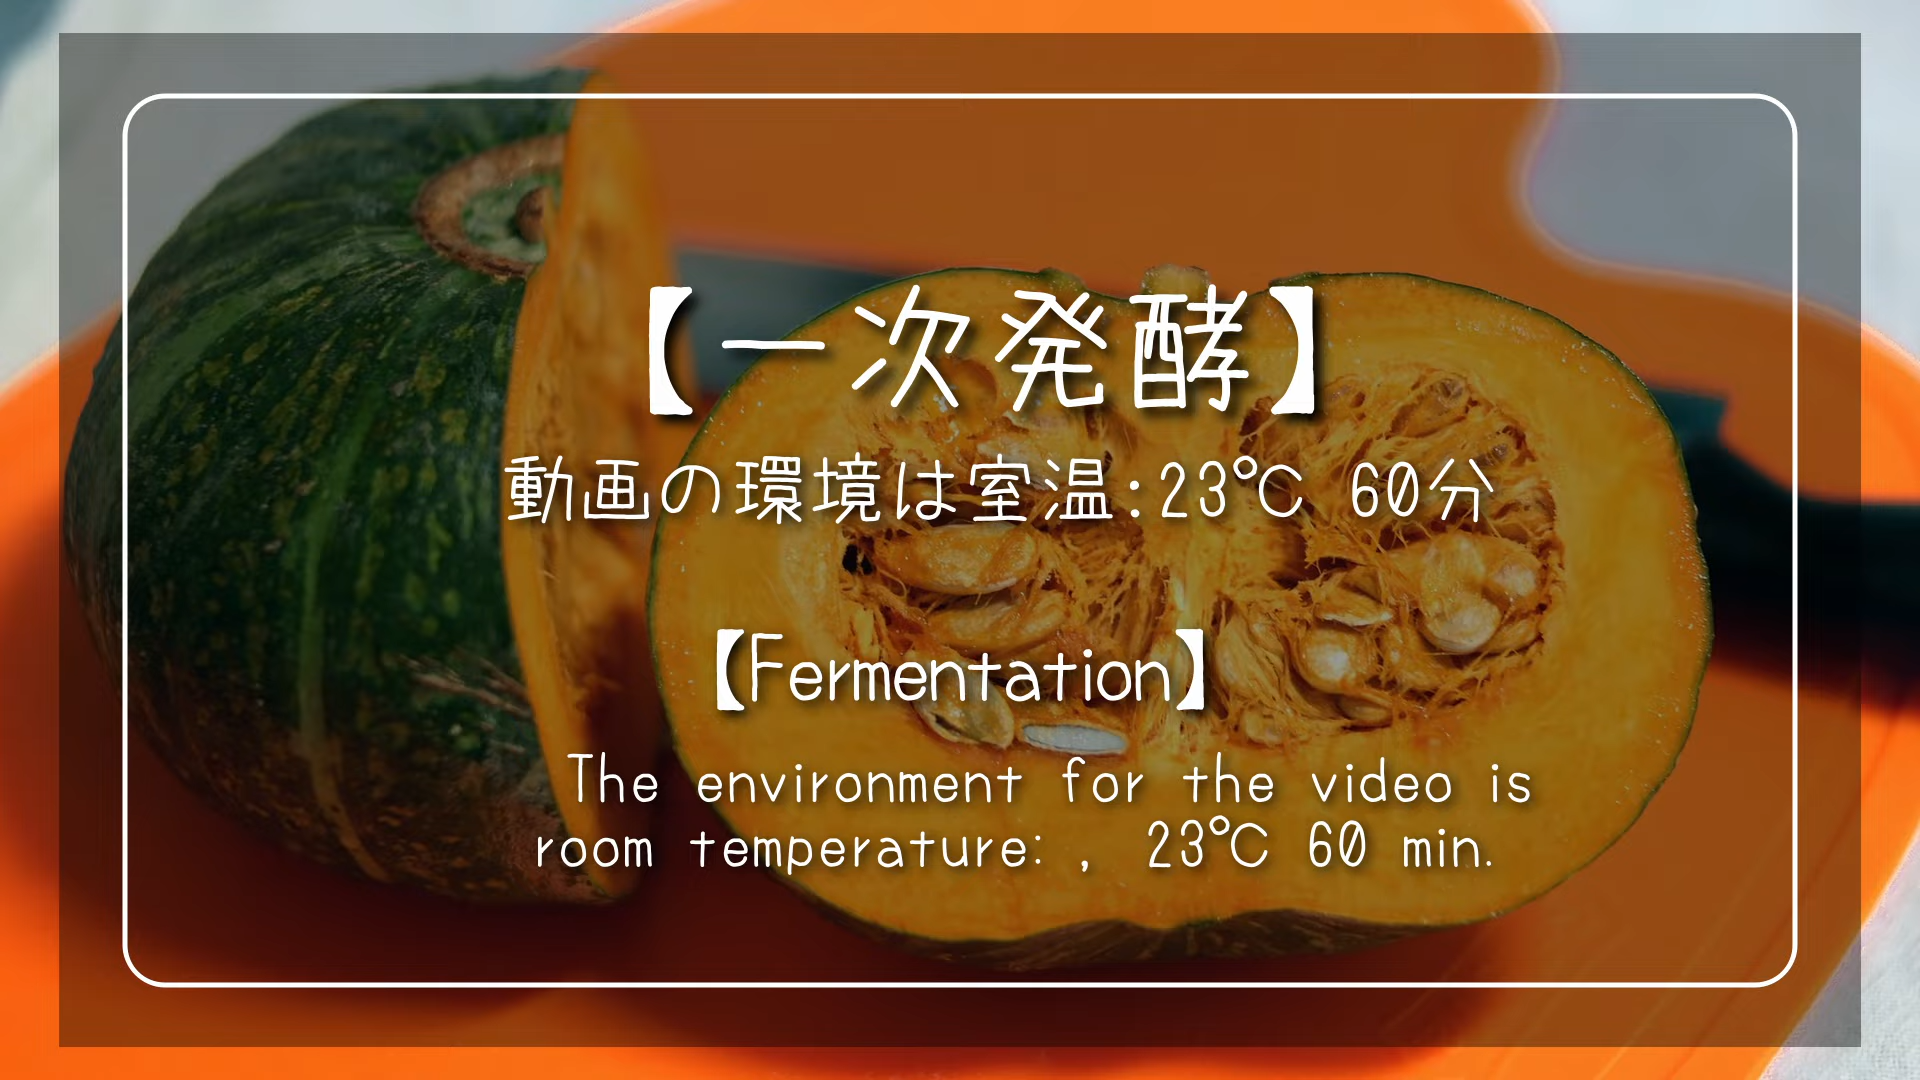 【一次発酵】
動画の環境は室温:23℃ 60分
【Fermentation】
The environment for the video is
room temperature: , 23℃ 60 min.